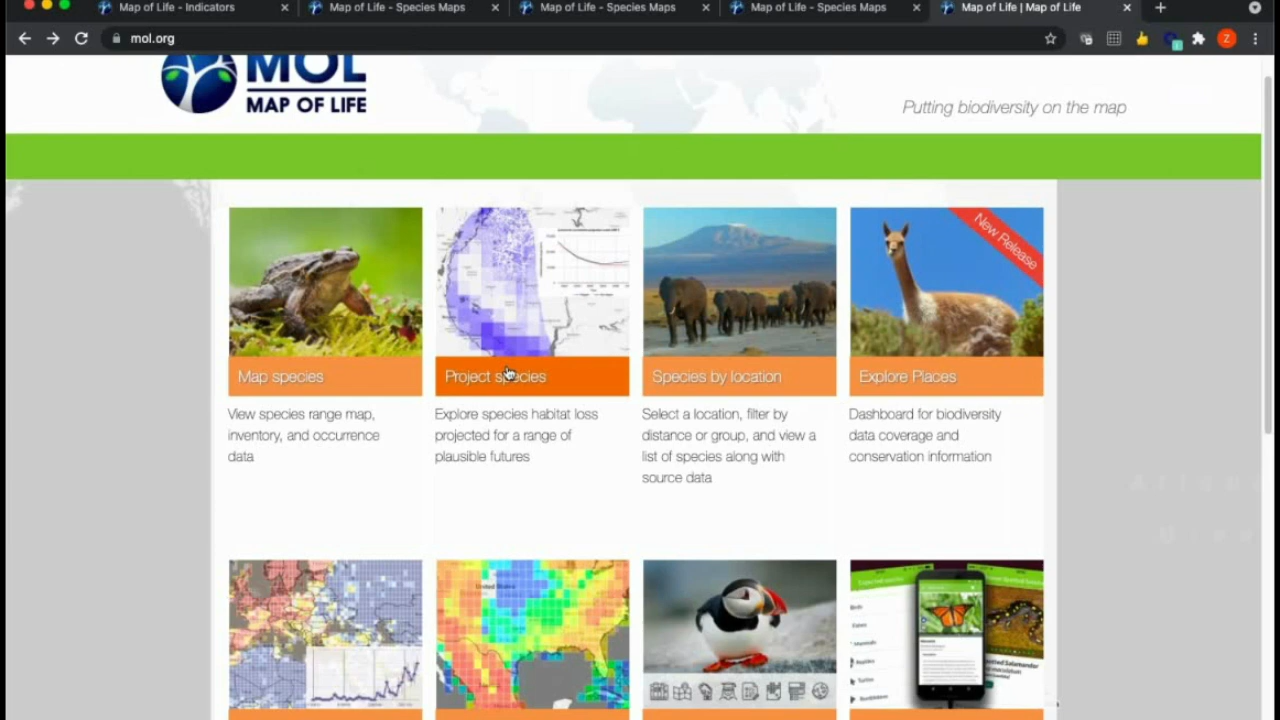 Map of Life - Indicators
Map of Life - Species Maps
Map of Life - Species Maps
Map of Life - Species Maps
Map of Life | Map of Life
mol.org
Z
MOL
MAP OF LIFE
Putting biodiversity on the map
New Release
Map species
Project species
Species by location
Explore Places
View species range map,
inventory, and occurrence
data
Explore species habitat loss
projected for a range of
plausible futures
Select a location, filter by
distance or group, and view a
list of species along with
source data
Dashboard for biodiversity
data coverage and
conservation information
United States